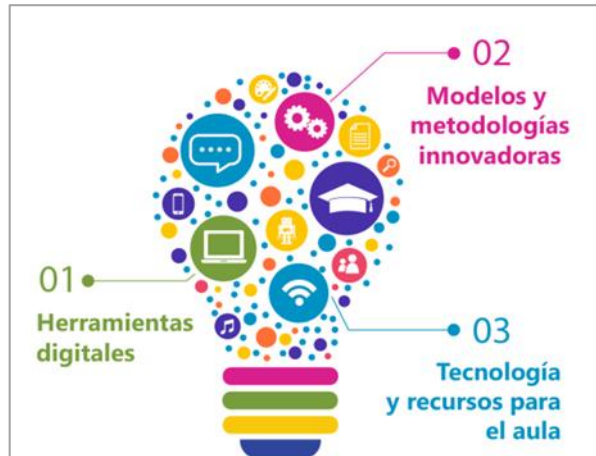 02
Modelos y
metodologías
innovadoras
01
Herramientas
digitales
03
Tecnología
y recursos para
el aula